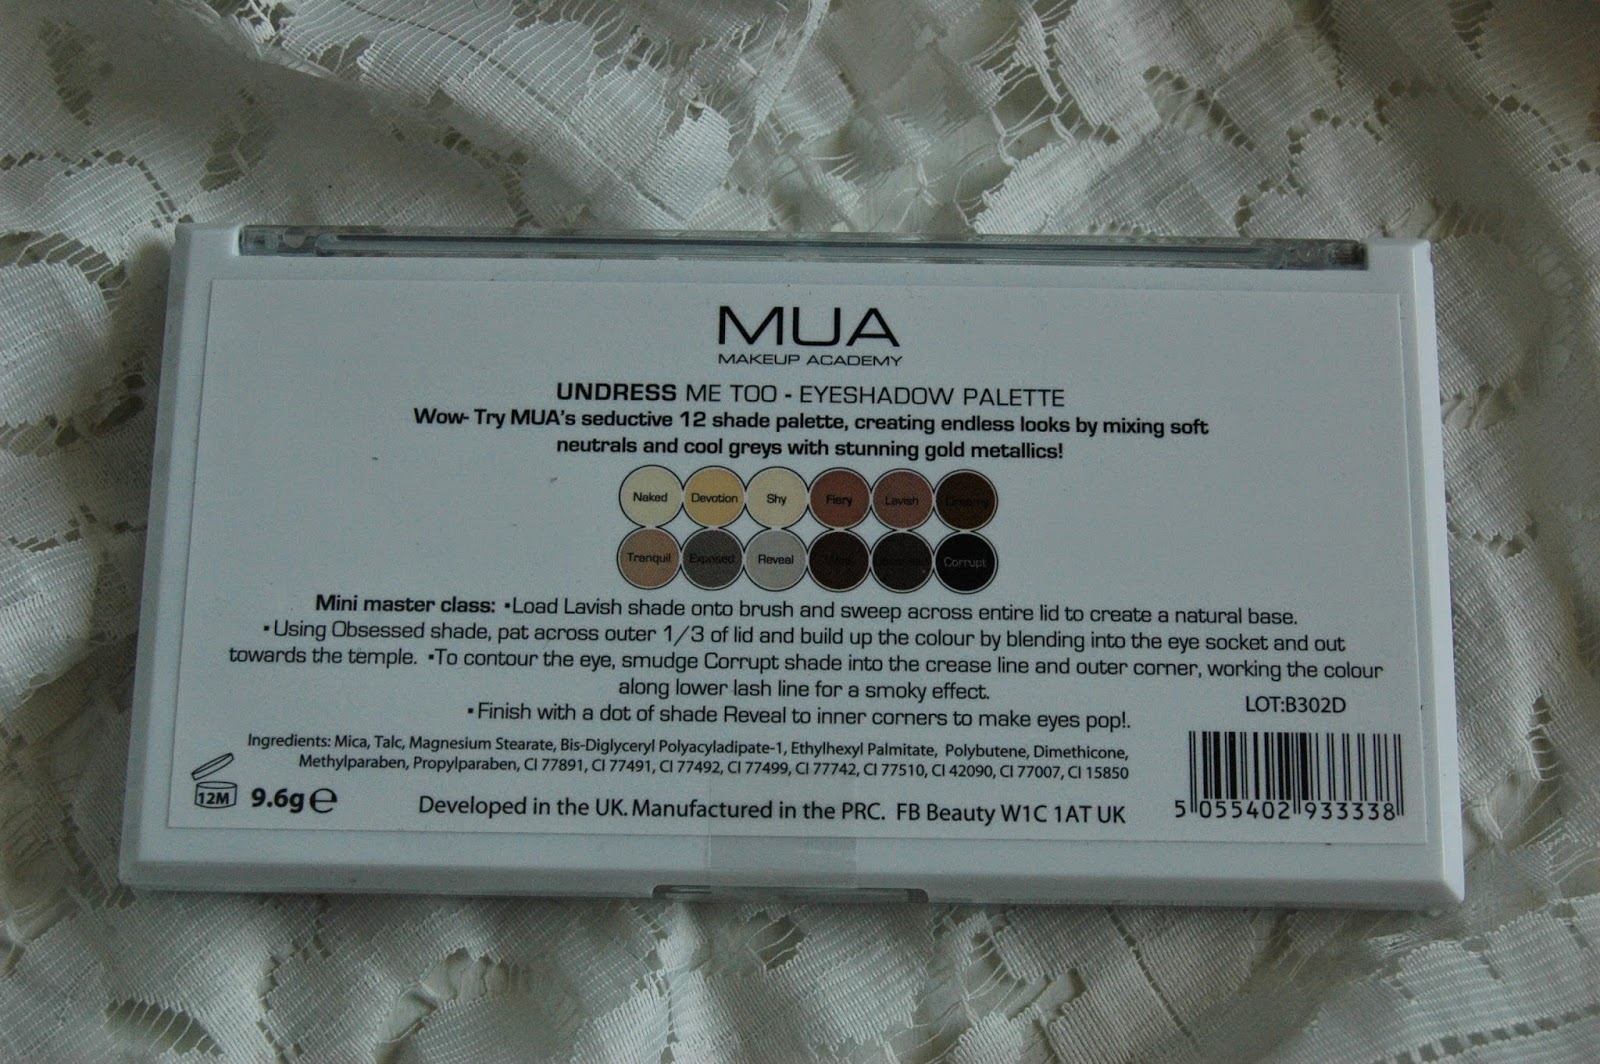 MUA
MAKEUP ACADEMY
UNDRESS ME TOO - EYESHADOW PALETTE
Wow- Try MUA's seductive 12 shade palette, creating endless looks by mixing soft
neutrals and cool greys with stunning gold metallics!
Naked Devotion Shy Fiery Lavish Dreamy
Tranquil Exposed Reveal Corrupt
Mini master class: •Load Lavish shade onto brush and sweep across entire lid to create a natural base.
•Using Obsessed shade, pat across outer 1/3 of lid and build up the colour by blending into the eye socket and out
towards the temple. •To contour the eye, smudge Corrupt shade into the crease line and outer corner, working the colour
along lower lash line for a smoky effect.
•Finish with a dot of shade Reveal to inner corners to make eyes pop!.
LOT:B302D
Ingredients: Mica, Talc, Magnesium Stearate, Bis-Diglyceryl Polyacyladipate-1, Ethylhexyl Palmitate, Polybutene, Dimethicone,
Methylparaben, Propylparaben, CI 77891, CI 77491, CI 77492, CI 77499, CI 77742, CI 77510, CI 42090, CI 77007, CI 15850
12M 9.6g e
Developed in the UK. Manufactured in the PRC. FB Beauty W1C 1AT UK
5 055402 933338